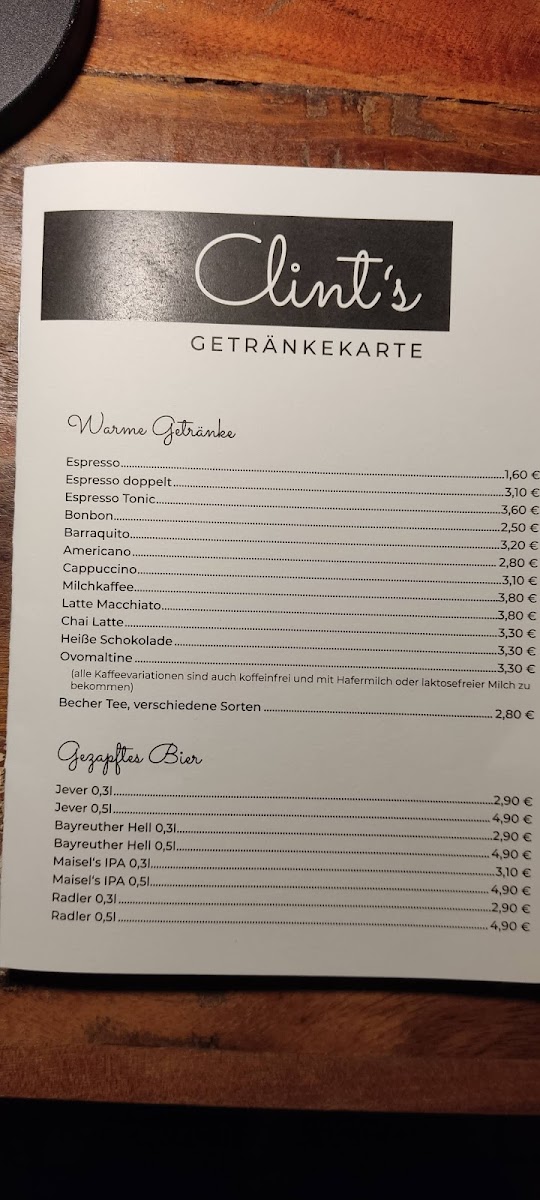 Clint's
GETRÄNKEKARTE
Warme Getränke
Espresso 1,60 €
Espresso doppelt 3,10 €
Espresso Tonic 3,60 €
Bonbon 2,50 €
Barraquito 3,20 €
Americano 2,80 €
Cappuccino 3,10 €
Milchkaffee 3,80 €
Latte Macchiato 3,80 €
Chai Latte 3,30 €
Heiße Schokolade 3,30 €
Ovomaltine 3,30 €
(alle Kaffeevariationen sind auch koffeinfrei und mit Hafermilch oder laktosefreier Milch zu
bekommen)
Becher Tee, verschiedene Sorten 2,80 €
Gezapftes Bier
Jever 0,3l 2,90 €
Jever 0,5l 4,90 €
Bayreuther Hell 0,3l 2,90 €
Bayreuther Hell 0,5l 4,90 €
Maisel's IPA 0,3l 3,10 €
Maisel's IPA 0,5l 4,90 €
Radler 0,3l 2,90 €
Radler 0,5l 4,90 €